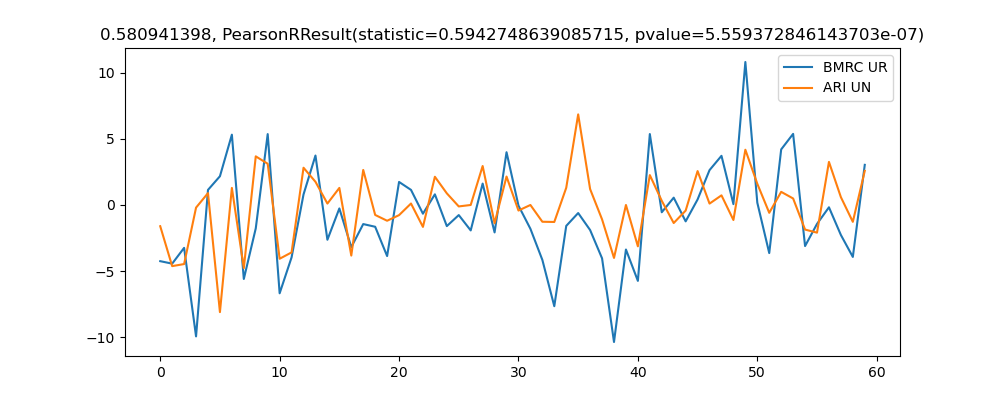 0.580941398, PearsonRResult(statistic=0.5942748639085715, pvalue=5.559372846143703e-07)
BMRC UR
ARI UN
10
5
0
−5
−10
0 10 20 30 40 50 60